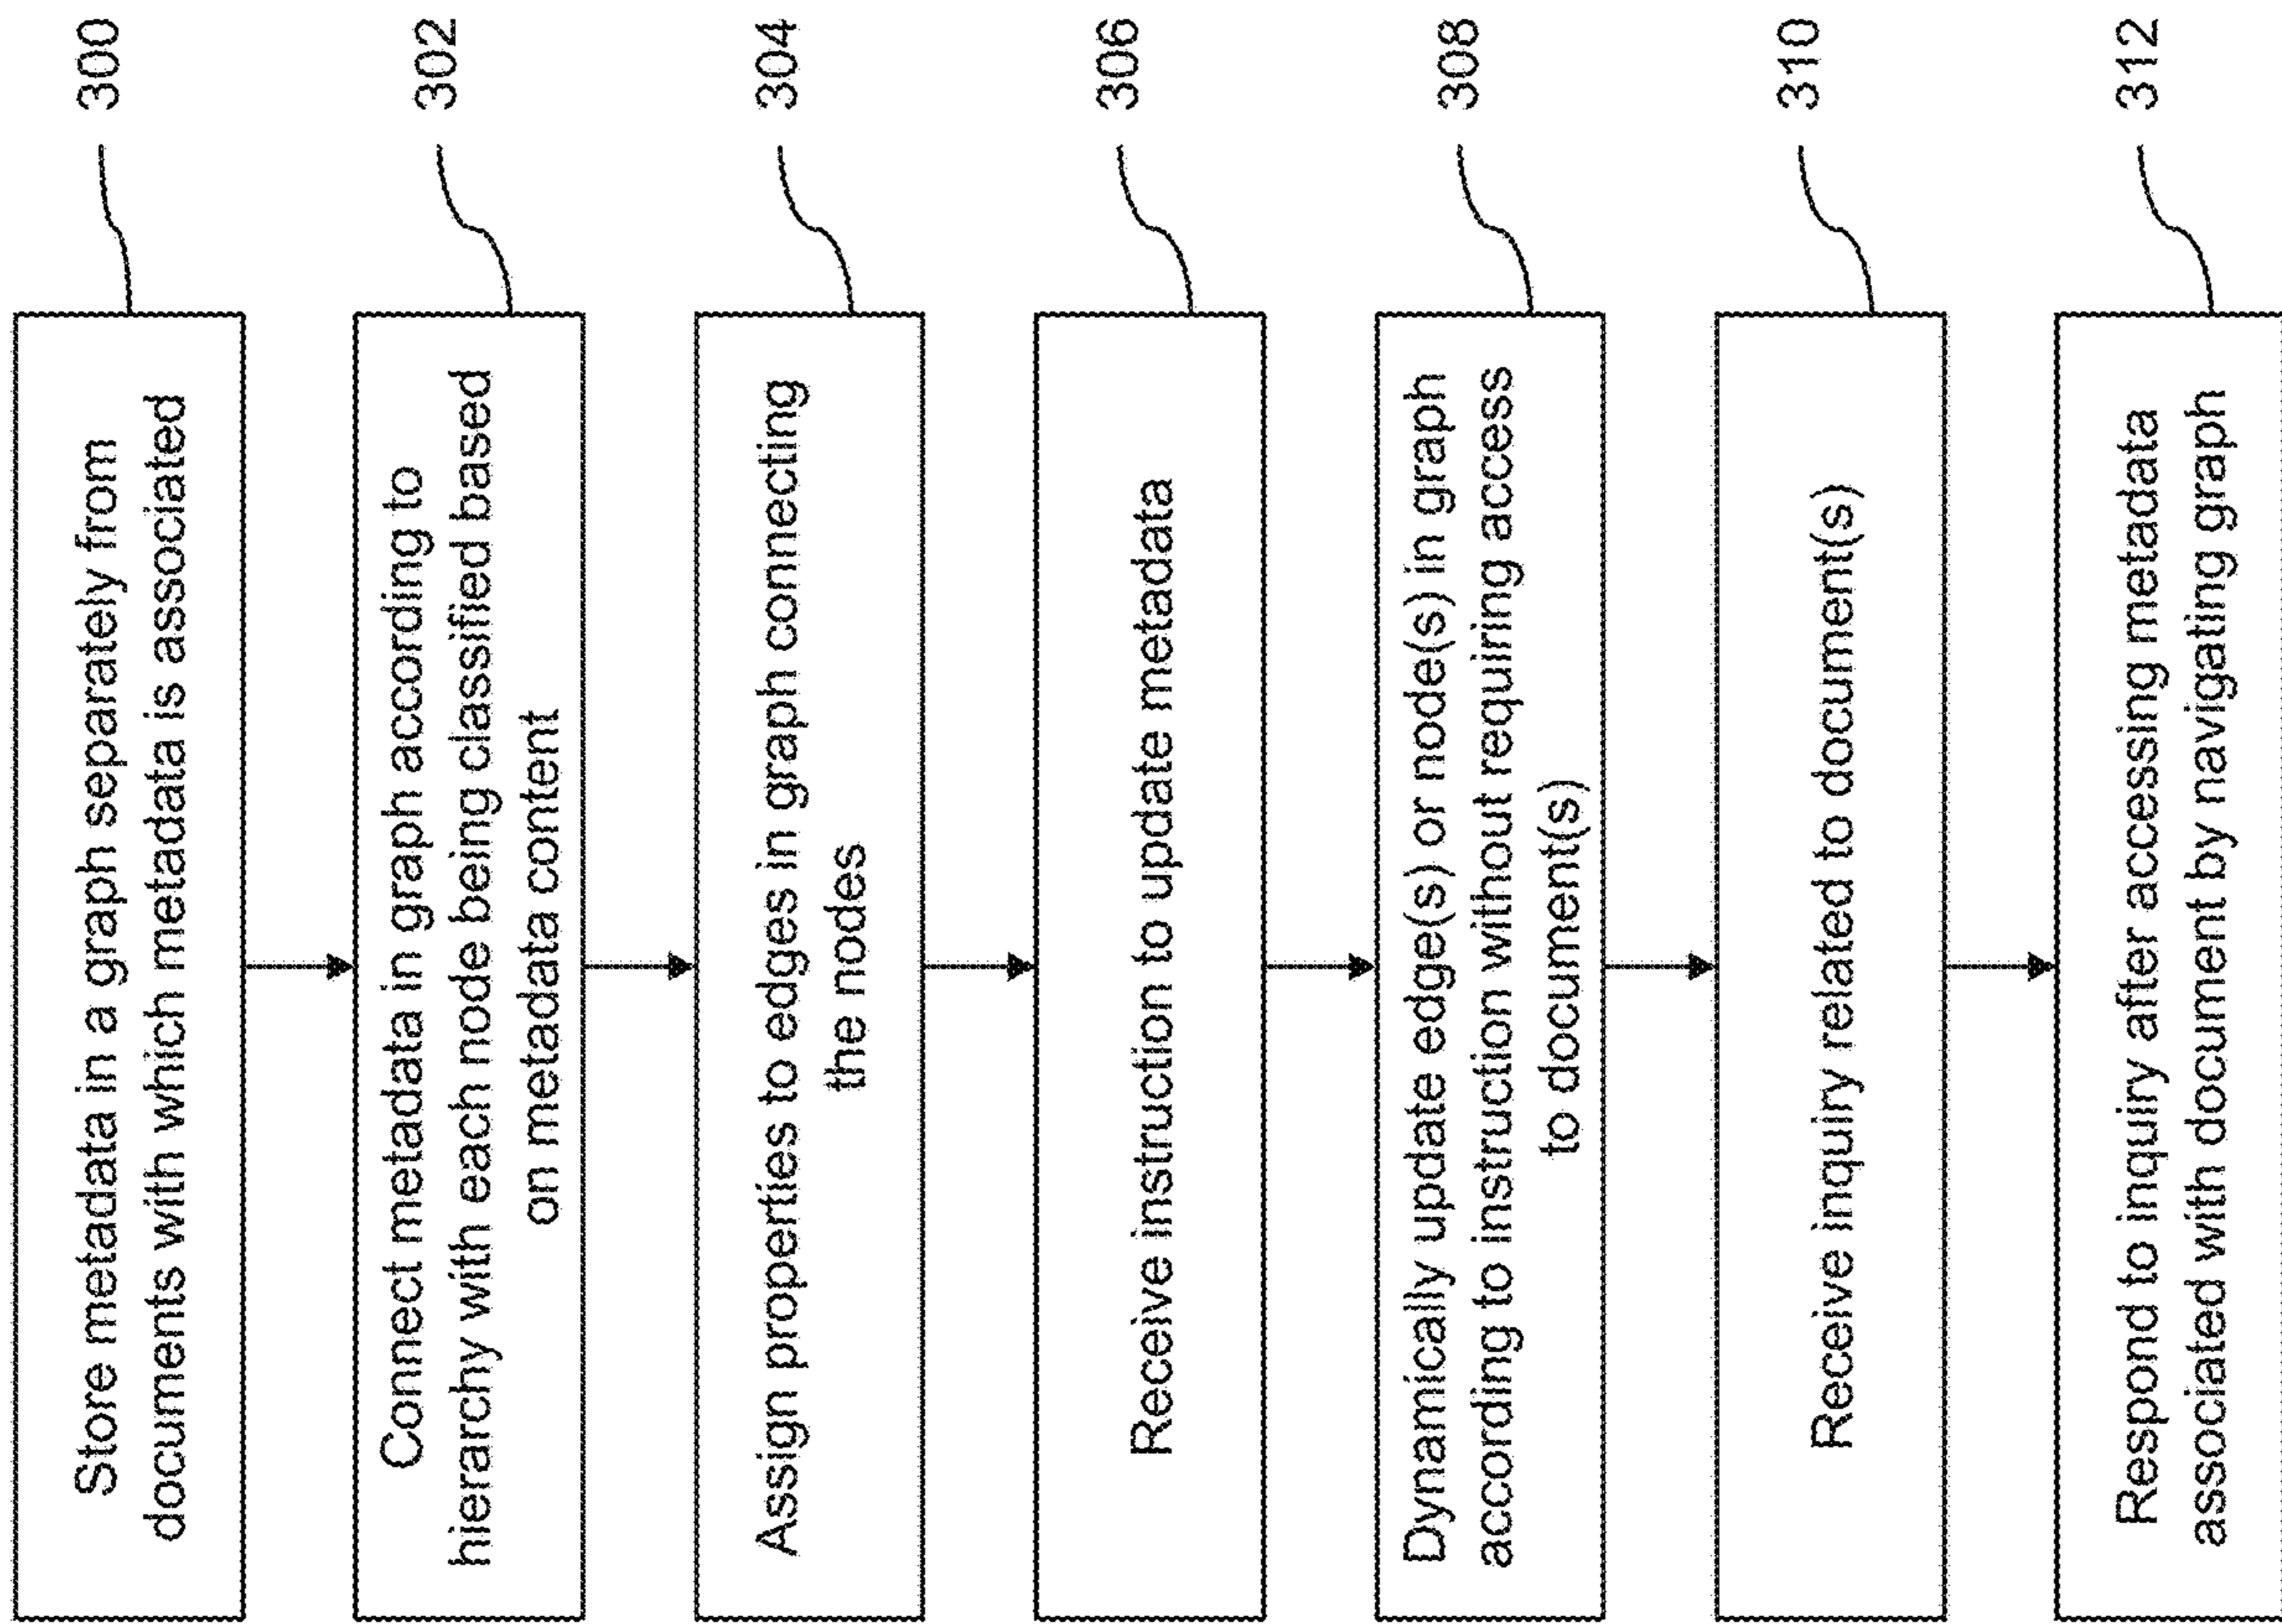 Store metadata in a graph separately from
documents with which metadata is associated
300
Connect metadata in graph according to
hierarchy with each node being classified based
on metadata content
302
Assign properties to edges in graph connecting
the nodes
304
Receive instruction to update metadata
306
Dynamically update edge(s) or node(s) in graph
according to instruction without requiring access
to document(s)
308
Receive inquiry related to document(s)
310
Respond to inquiry after accessing metadata
associated with document by navigating graph
312